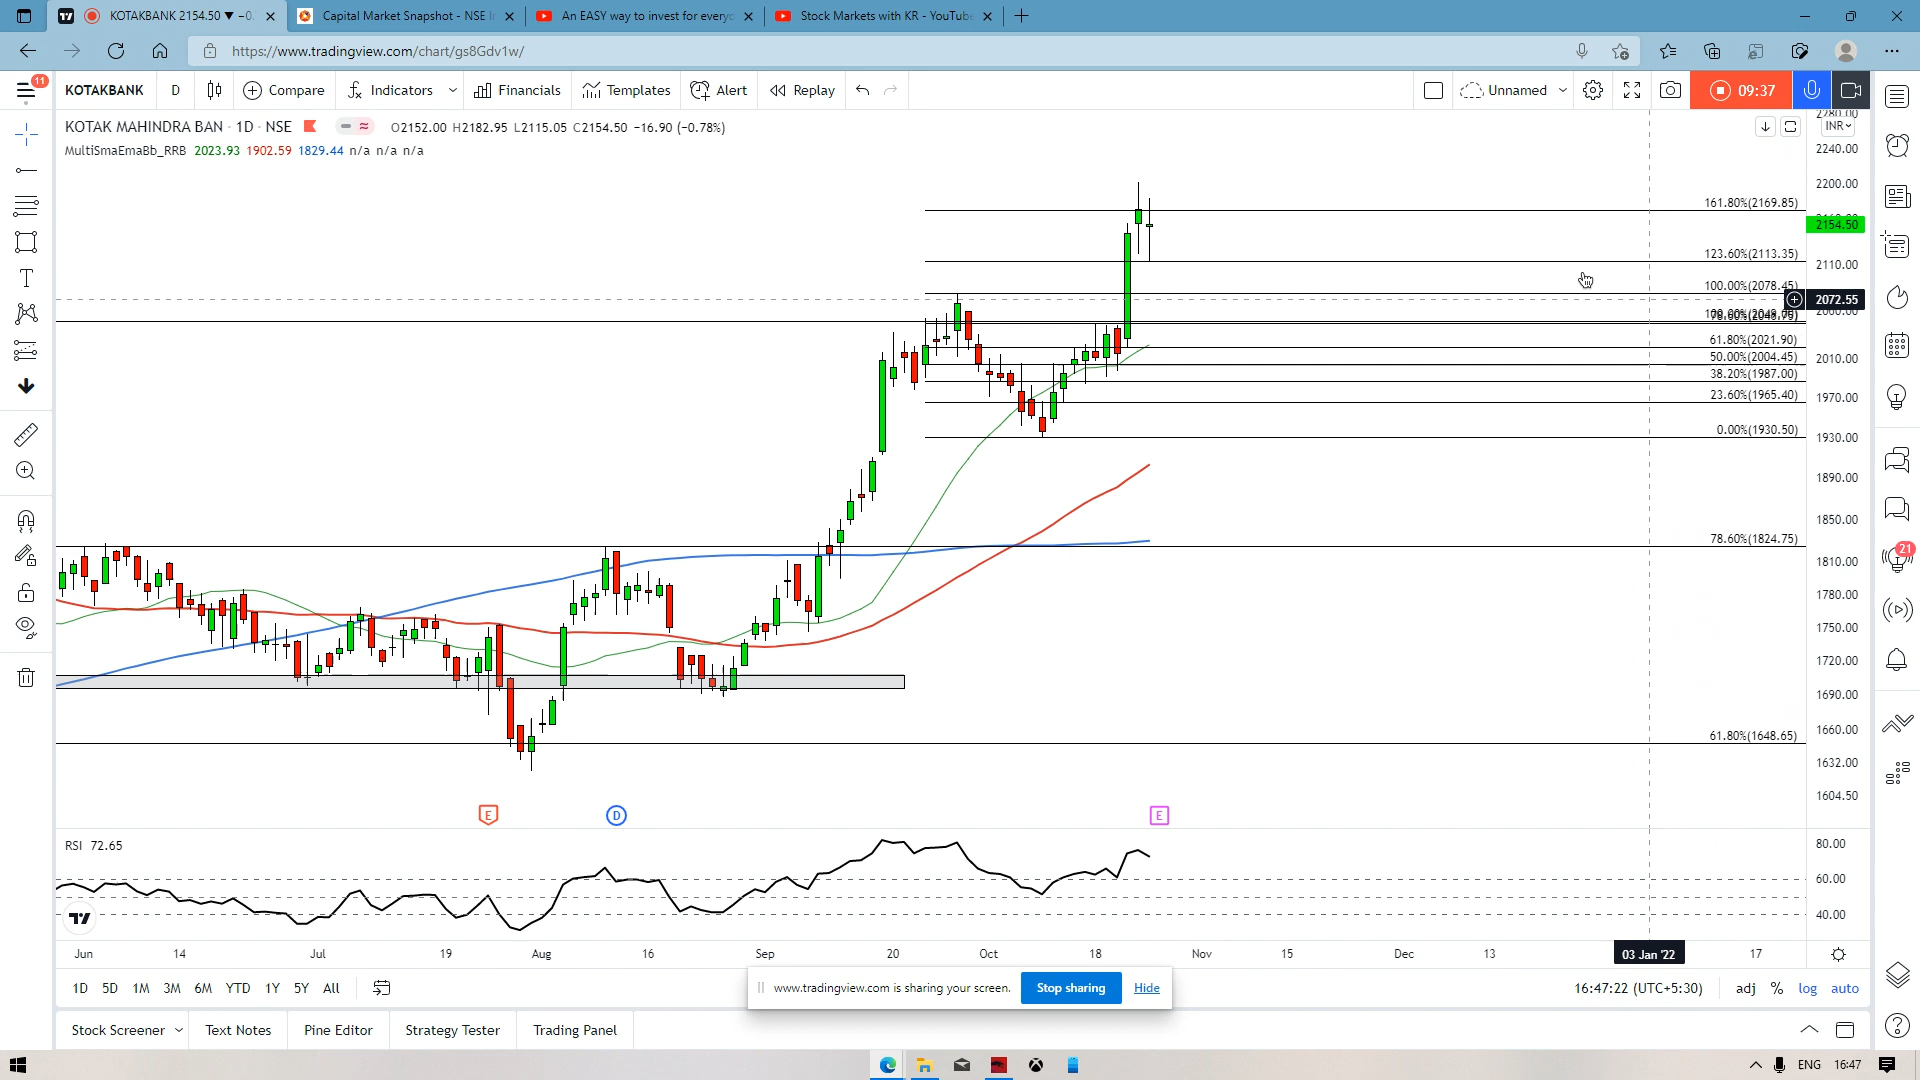 KOTAKBANK 2154.50 ▼ −0.
Capital Market Snapshot - NSE I
An EASY way to invest for everyo
Stock Markets with KR - YouTube
https://www.tradingview.com/chart/gs8Gdv1w/
11
KOTAKBANK D Compare Indicators Financials Templates Alert Replay Unnamed 09:37
KOTAK MAHINDRA BAN · 1D · NSE O2152.00 H2182.95 L2115.05 C2154.50 −16.90 (−0.78%)
INR
MultiSmaEmaBb_RRB 2023.93 1902.59 1829.44 n/a n/a n/a
2280.00
2240.00
2200.00
161.80%(2169.85)
2154.50
123.60%(2113.35)
2110.00
100.00%(2078.45)
2072.55
61.80%(2021.90)
50.00%(2004.45)
2010.00
38.20%(1987.00)
23.60%(1965.40)
1970.00
0.00%(1930.50)
1930.00
1890.00
1850.00
78.60%(1824.75)
1810.00
1780.00
1750.00
1720.00
1690.00
61.80%(1648.65)
1660.00
1632.00
1604.50
E D E
21
RSI 72.65
80.00
60.00
40.00
Jun 14 Jul 19 Aug 16 Sep 20 Oct 18 Nov 15 Dec 13 03 Jan '22 17
1D 5D 1M 3M 6M YTD 1Y 5Y All
www.tradingview.com is sharing your screen. Stop sharing Hide
16:47:22 (UTC+5:30) adj % log auto
Stock Screener Text Notes Pine Editor Strategy Tester Trading Panel
ENG 16:47